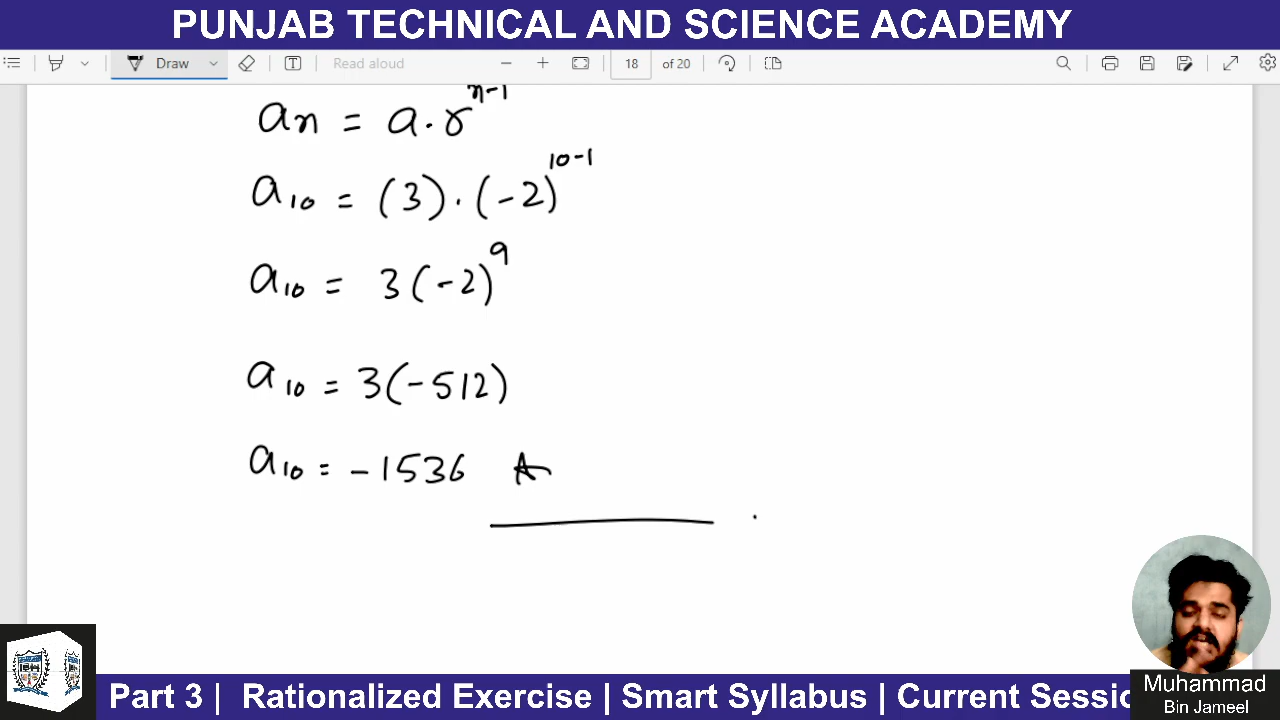 PUNJAB TECHNICAL AND SCIENCE ACADEMY
Draw
Read aloud
18 of 20
an = a.r^n-1
a10 = (3).(-2)^10-1
a10 = 3(-2)^9
a10 = 3(-512)
a10 = -1536 A
Part 3 | Rationalized Exercise | Smart Syllabus | Current Sessio
Muhammad
Bin Jameel